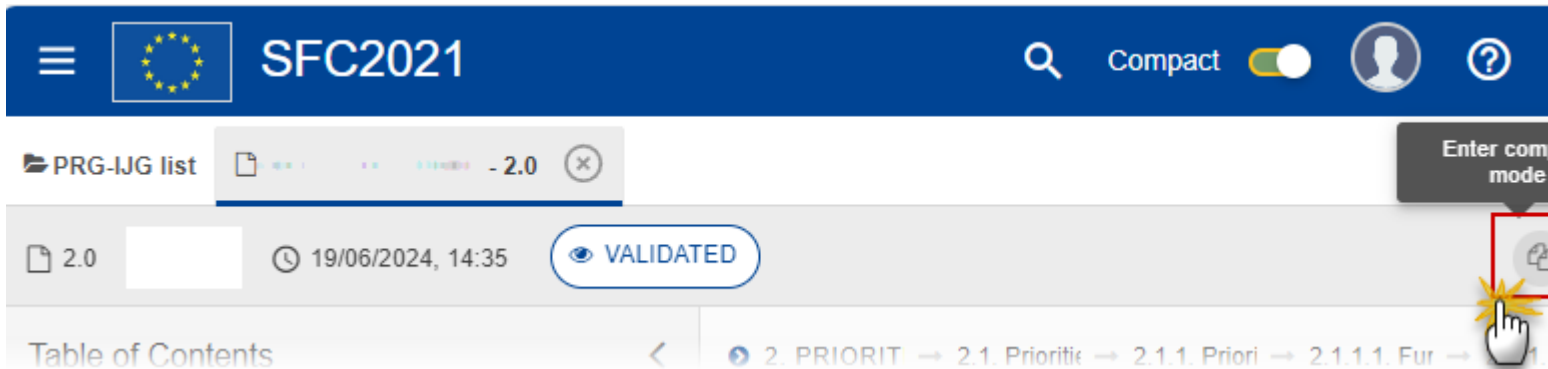 SFC2021
Compact
PRG-IJG list
- 2.0
Enter com
mode
2.0
19/06/2024, 14:35
VALIDATED
Table of Contents
2. PRIORIT → 2.1. Prioritie → 2.1.1. Priori → 2.1.1.1. Fur →